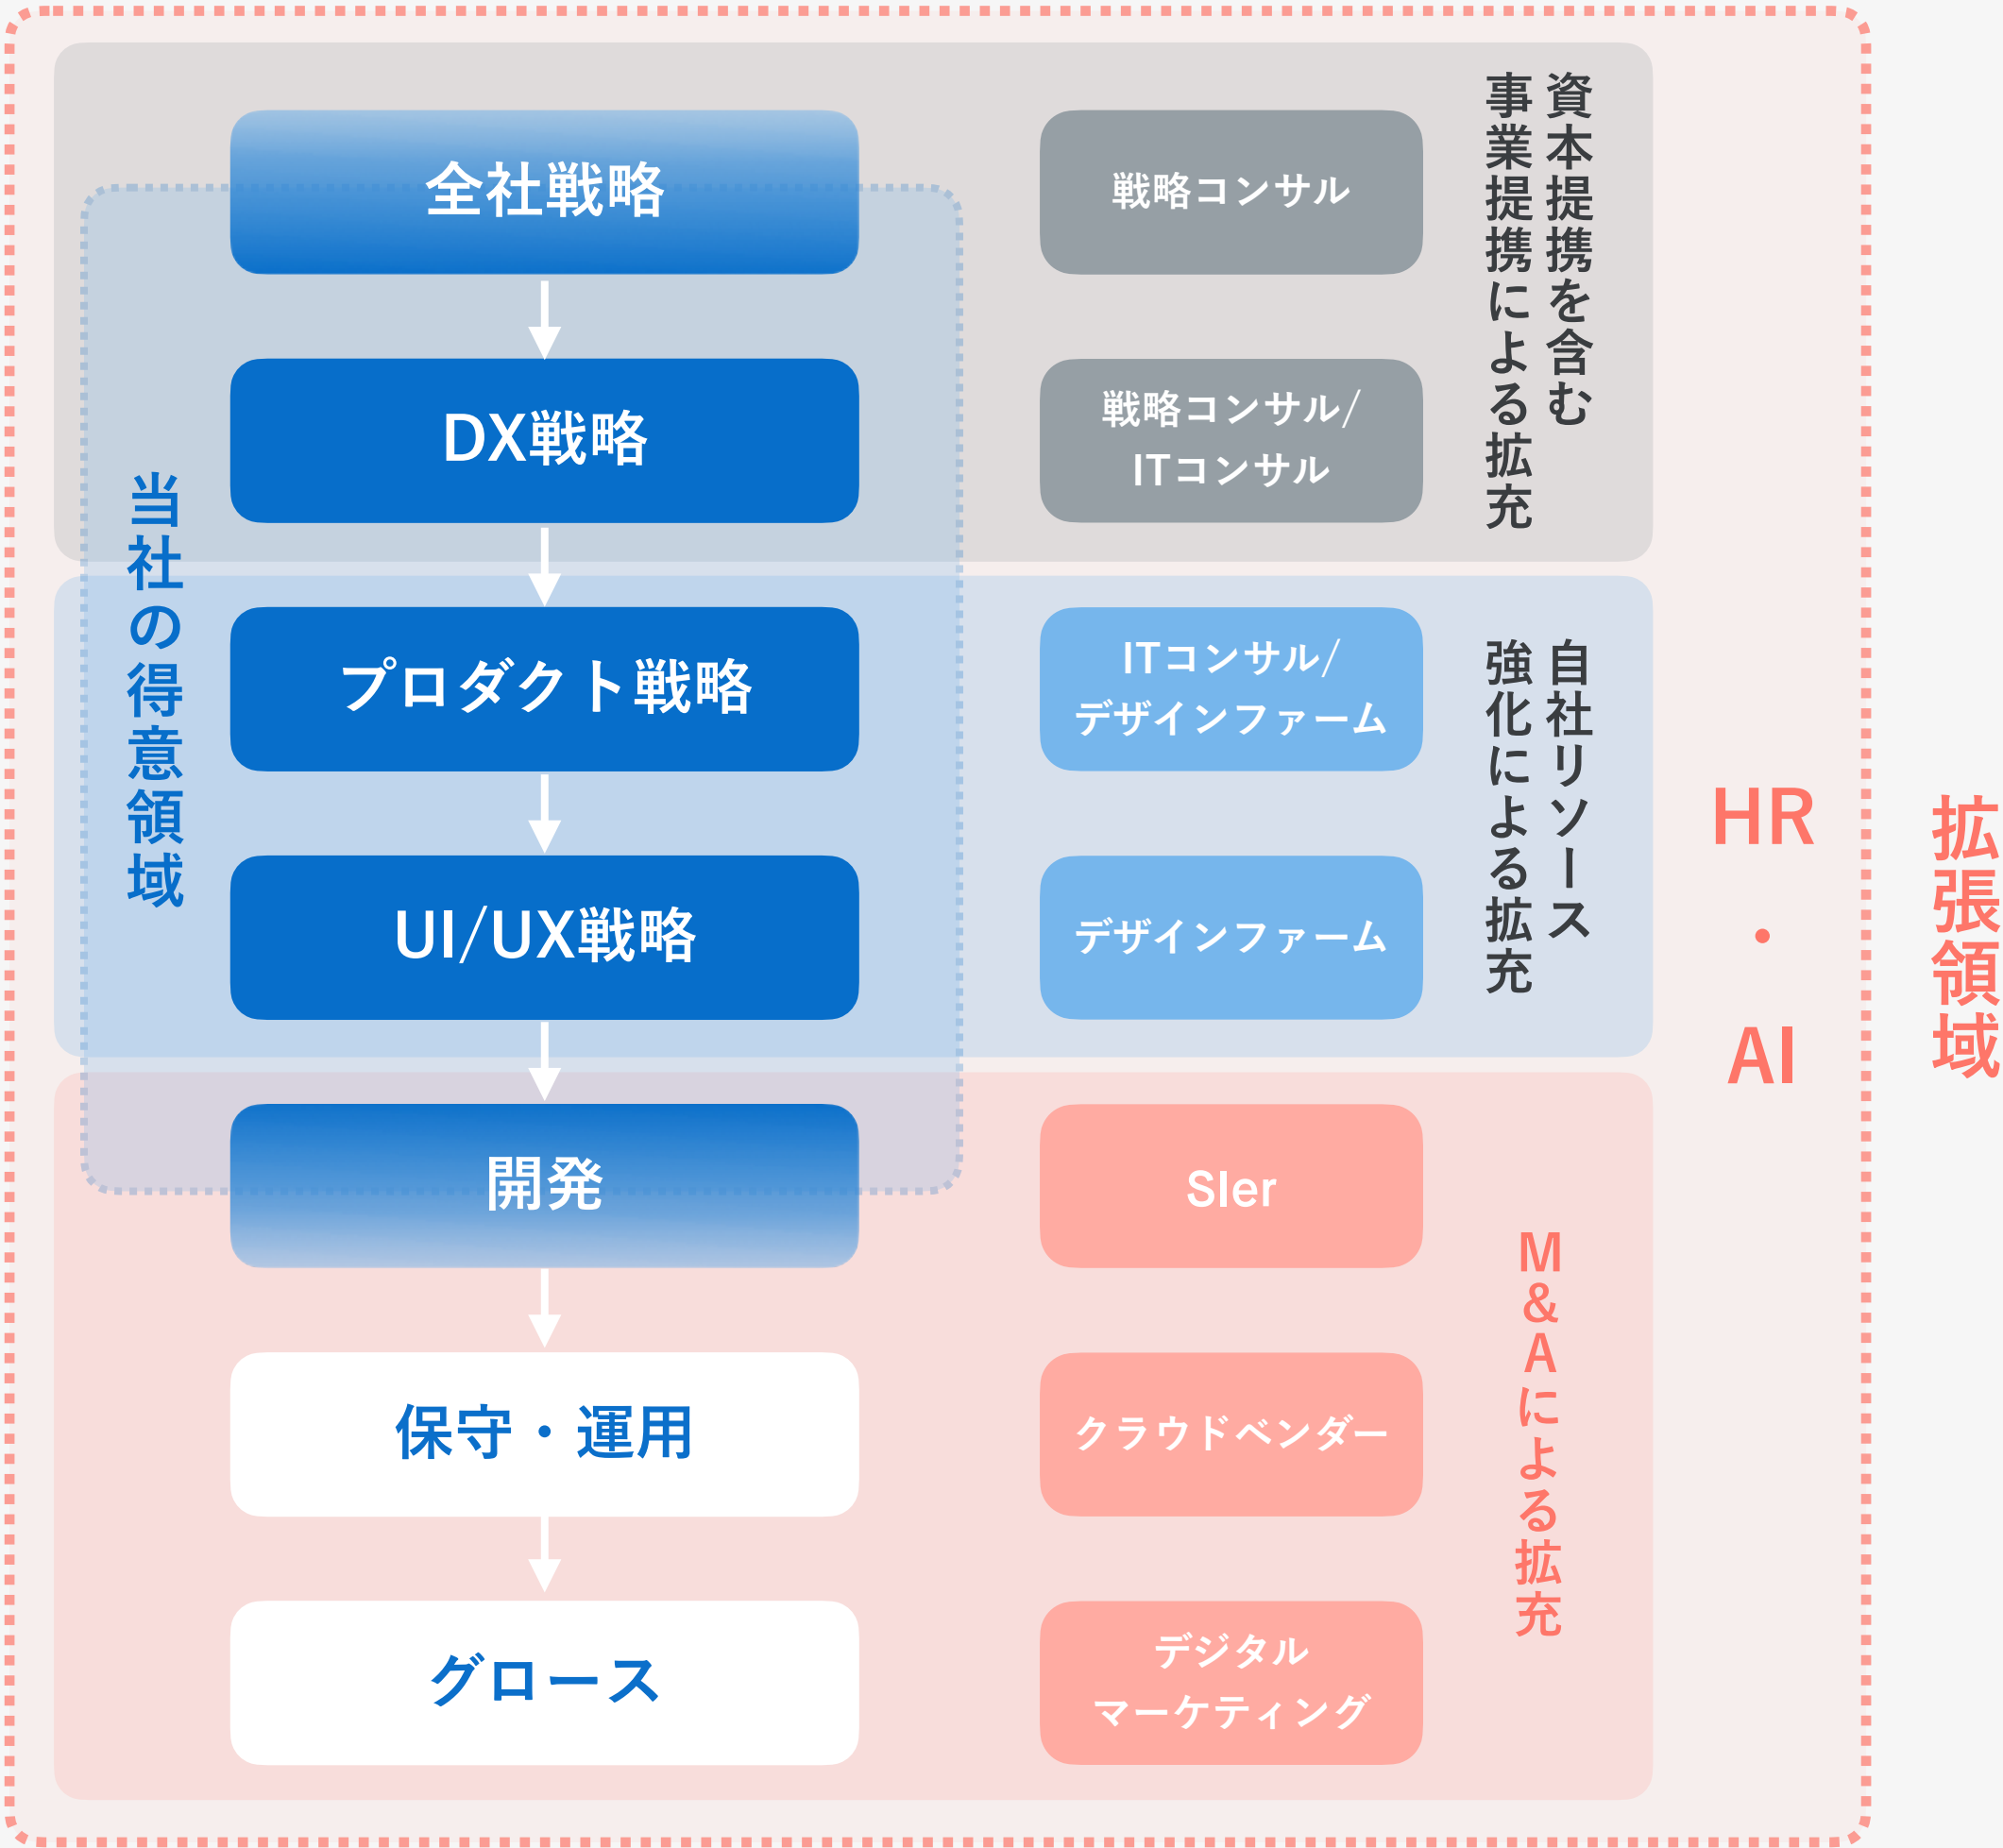 全社戦略
戦略コンサル
資本提携を含む
事業提携による拡充
DX戦略
戦略コンサル/
ITコンサル
当社の得意領域
プロダクト戦略
ITコンサル/
デザインファーム
自社リソース
強化による拡充
UI/UX戦略
デザインファーム
開発
SIer
M&Aによる拡充
保守・運用
クラウドベンダー
グロース
デジタル
マーケティング
HR
・
AI
拡張領域